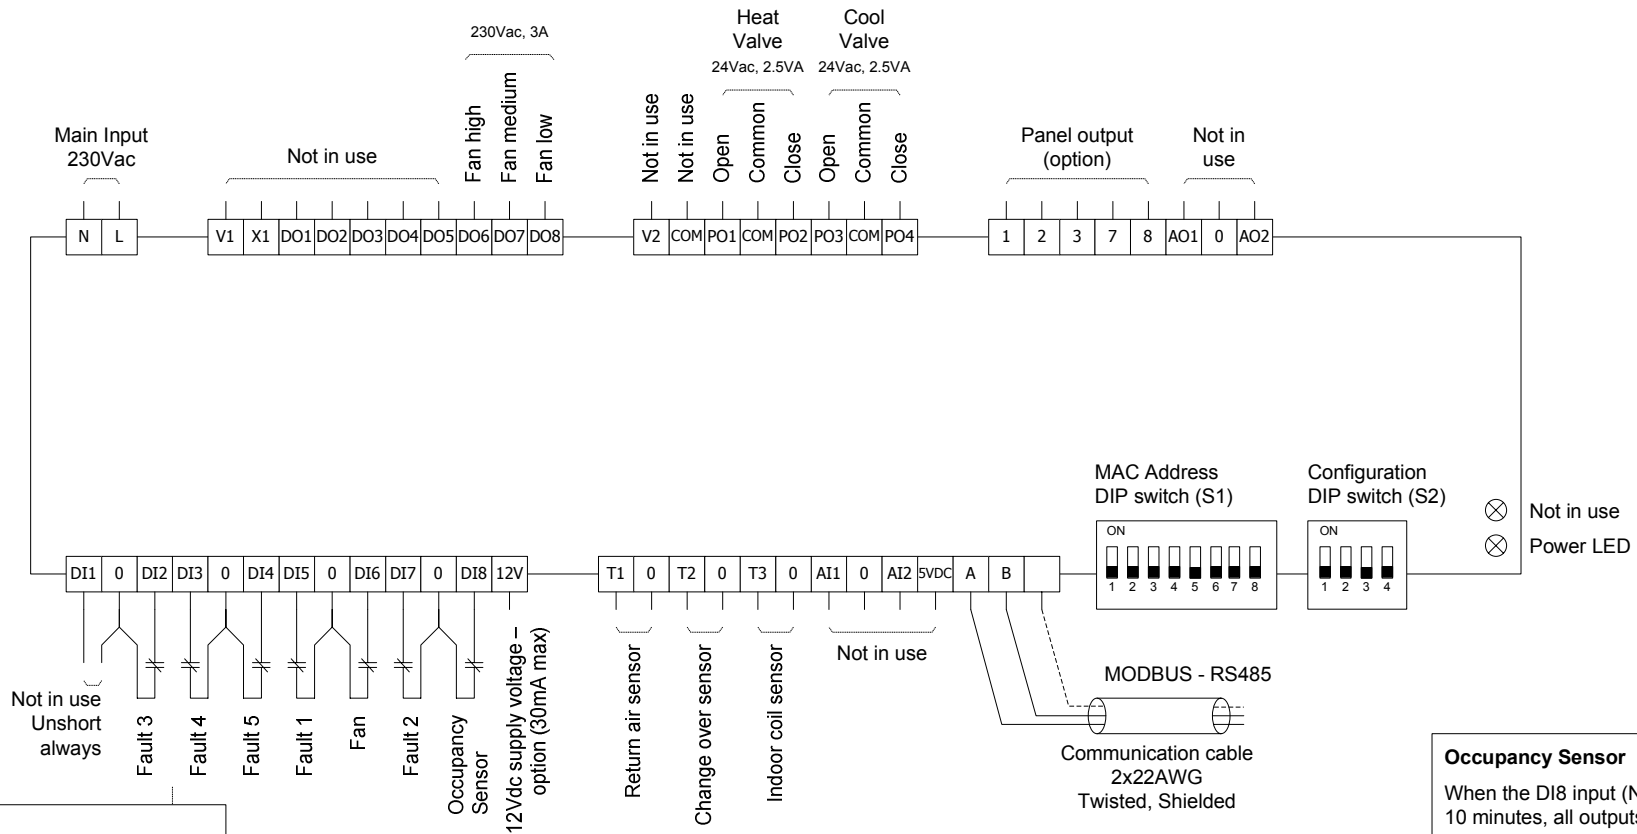 230Vac, 3A
Heat
Valve
24Vac, 2.5VA
Cool
Valve
24Vac, 2.5VA
Main Input
230Vac
Not in use
Fan high
Fan medium
Fan low
Not in use
Not in use
Open
Common
Close
Open
Common
Close
Panel output
(option)
Not in
use
N L
V1 X1 DO1 DO2 DO3 DO4 DO5 DO6 DO7 DO8
V2 COM PO1 COM PO2 PO3 COM PO4
1 2 3 7 8 AO1 0 AO2
MAC Address
DIP switch (S1)
ON
1 2 3 4 5 6 7 8
Configuration
DIP switch (S2)
ON
1 2 3 4
Not in use
Power LED
DI1 0 DI2 DI3 0 DI4 DI5 0 DI6 DI7 0 DI8 12V
T1 0 T2 0 T3 0 AI1 0 AI2 5VDC A B
Not in use
Unshort
always
Fault 3
Fault 4
Fault 5
Fault 1
Fan
Fault 2
Occupancy
Sensor
12Vdc supply voltage –
option (30mA max)
Return air sensor
Change over sensor
Indoor coil sensor
Not in use
MODBUS - RS485
Communication cable
2x22AWG
Twisted, Shielded
Occupancy Sensor
When the DI8 input (N
10 minutes, all outputs